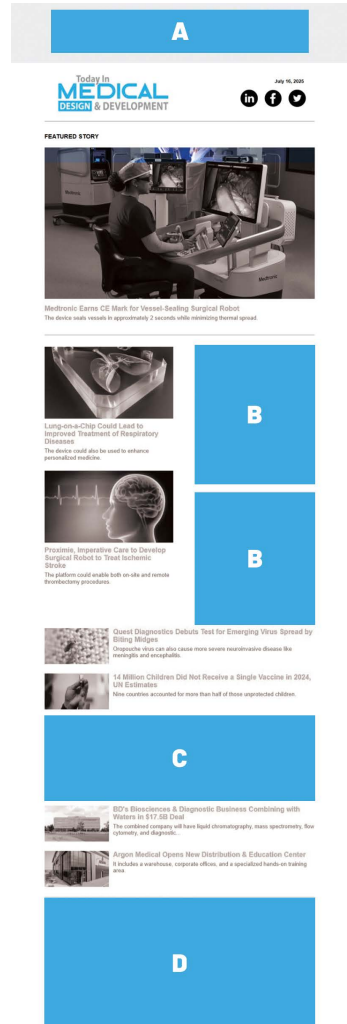 A
Today In
MEDICAL
DESIGN & DEVELOPMENT
July 16, 2025
in f
FEATURED STORY
Medtronic
Medtronic
Medtronic Earns CE Mark for Vessel-Sealing Surgical Robot
The device seals vessels in approximately 2 seconds while minimizing thermal spread.
Lung-on-a-Chip Could Lead to
Improved Treatment of Respiratory
Diseases
The device could also be used to enhance
personalized medicine.
B
Proximie, Imperative Care to Develop
Surgical Robot to Treat Ischemic
Stroke
The platform could enable both on-site and remote
thrombectomy procedures.
B
Quest Diagnostics Debuts Test for Emerging Virus Spread by
Biting Midges
Oropouche virus can also cause more severe neuroinvasive disease like
meningitis and encephalitis.
14 Million Children Did Not Receive a Single Vaccine in 2024,
UN Estimates
Nine countries accounted for more than half of those unprotected children.
C
BD's Biosciences & Diagnostic Business Combining with
Waters in $17.5B Deal
The combined company will have liquid chromatography, mass spectrometry, flow
cytometry, and diagnostic...
Argon Medical Opens New Distribution & Education Center
It includes a warehouse, corporate offices, and a specialized hands-on training
area.
D